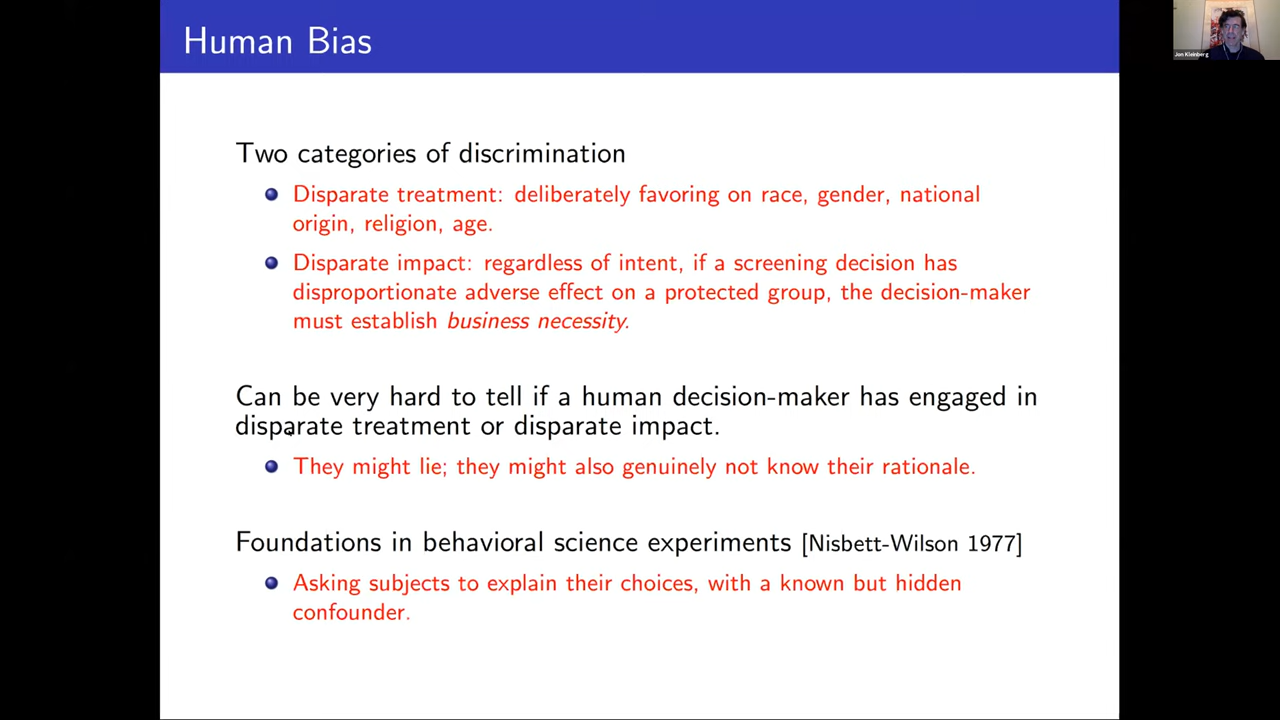 Human Bias
Jon Kleinberg
Two categories of discrimination
Disparate treatment: deliberately favoring on race, gender, national
origin, religion, age.
Disparate impact: regardless of intent, if a screening decision has
disproportionate adverse effect on a protected group, the decision-maker
must establish business necessity.
Can be very hard to tell if a human decision-maker has engaged in
disparate treatment or disparate impact.
They might lie; they might also genuinely not know their rationale.
Foundations in behavioral science experiments [Nisbett-Wilson 1977]
Asking subjects to explain their choices, with a known but hidden
confounder.